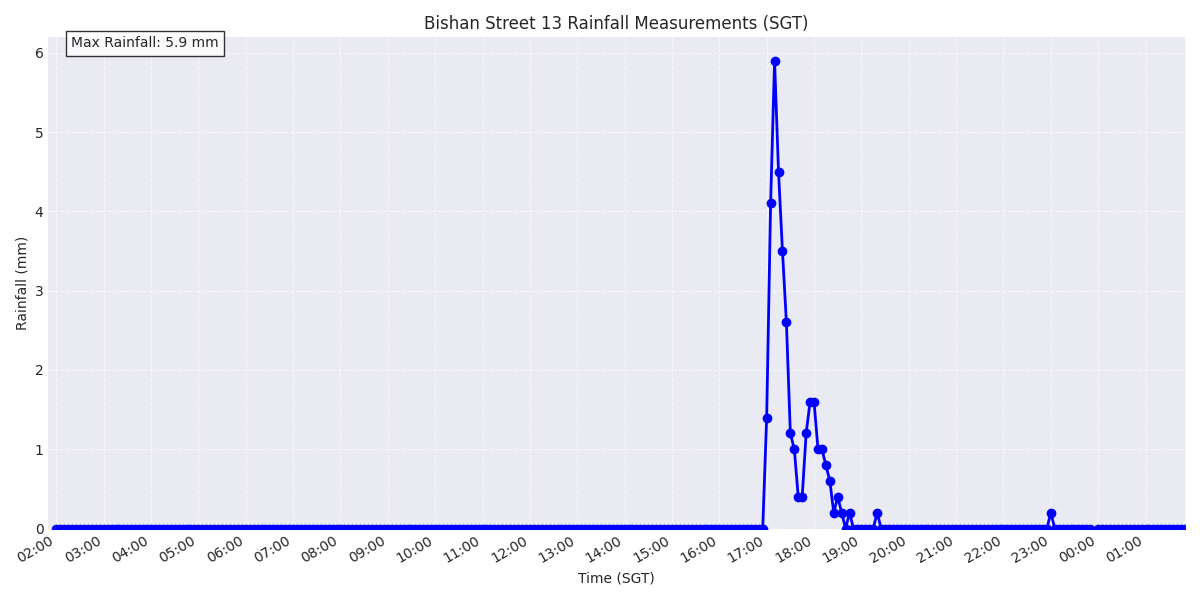 Bishan Street 13 Rainfall Measurements (SGT)
Max Rainfall: 5.9 mm
6
5
4
3
2
1
0
Rainfall (mm)
02:00 03:00 04:00 05:00 06:00 07:00 08:00 09:00 10:00 11:00 12:00 13:00 14:00 15:00 16:00 17:00 18:00 19:00 20:00 21:00 22:00 23:00 00:00 01:00
Time (SGT)